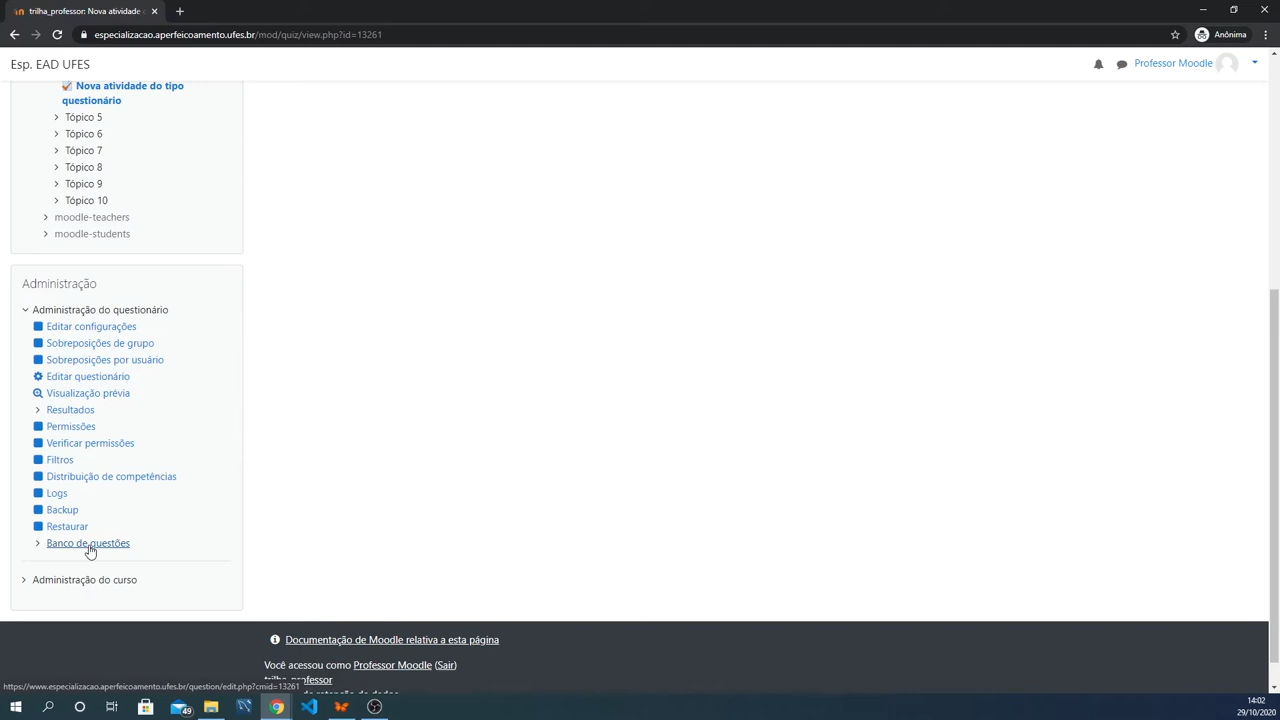 trilha_professor: Nova atividade
especializacao.aperfeicoamento.ufes.br/mod/quiz/view.php?id=13261
Anônima
Esp. EAD UFES
Professor Moodle
Nova atividade do tipo
questionário
Tópico 5
Tópico 6
Tópico 7
Tópico 8
Tópico 9
Tópico 10
moodle-teachers
moodle-students
Administração
Administração do questionário
Editar configurações
Sobreposições de grupo
Sobreposições por usuário
Editar questionário
Visualização prévia
Resultados
Permissões
Verificar permissões
Filtros
Distribuição de competências
Logs
Backup
Restaurar
Banco de questões
Administração do curso
Documentação de Moodle relativa a esta página
Você acessou como Professor Moodle (Sair)
trilha_professor
https://www.especializacao.aperfeicoamento.ufes.br/question/edit.php?cmid=13261
49
14:02
29/10/2020